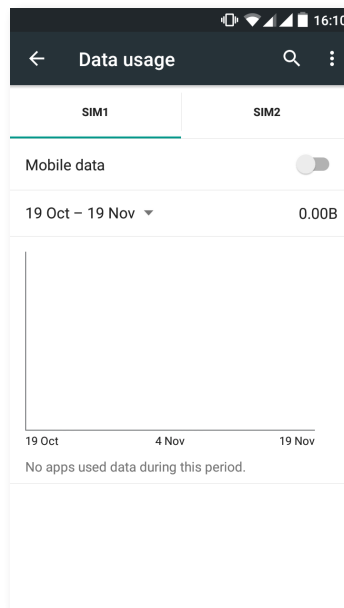 16:10
Data usage
SIM1 SIM2
Mobile data
19 Oct – 19 Nov 0.00B
19 Oct 4 Nov 19 Nov
No apps used data during this period.